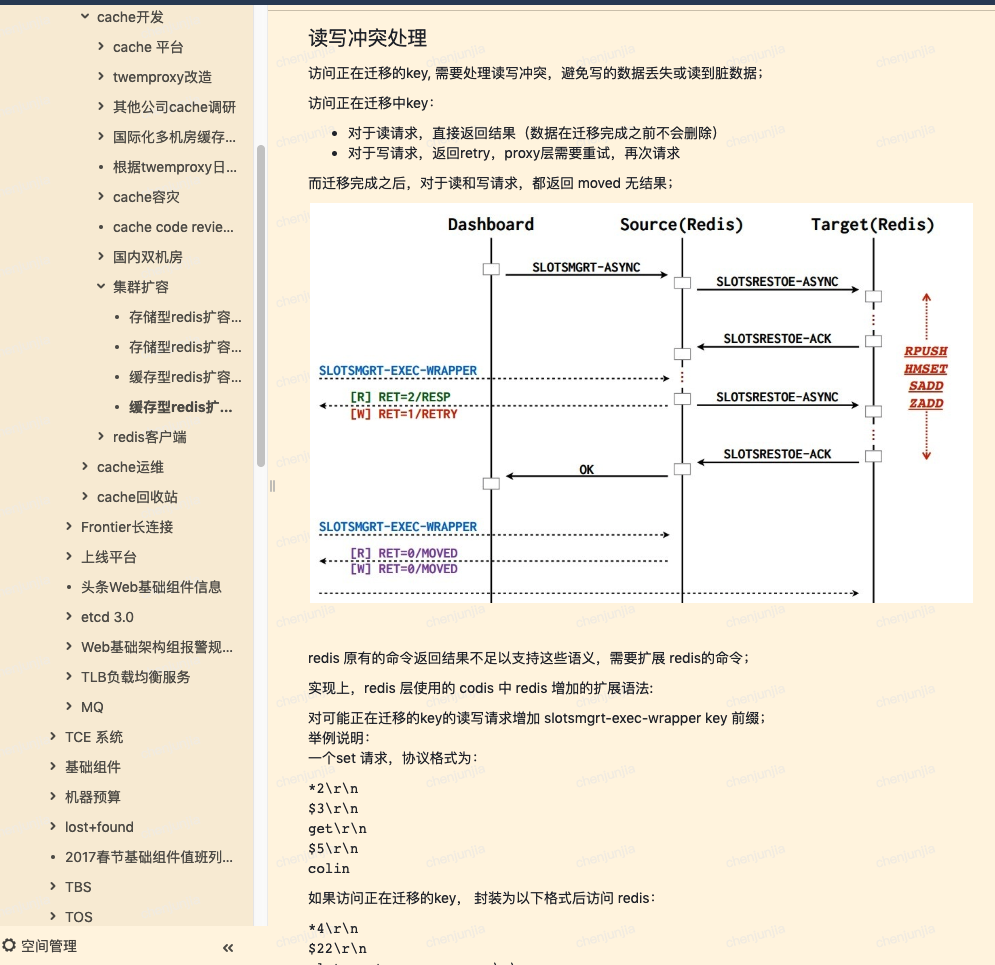 cache开发
cache 平台
twemproxy改造
其他公司cache调研
国际化多机房缓存...
根据twemproxy日...
cache容灾
cache code revie...
国内双机房
集群扩容
存储型redis扩容...
存储型redis扩容...
缓存型redis扩容...
缓存型redis扩...
redis客户端
cache运维
cache回收站
Frontier长连接
上线平台
头条Web基础组件信息
etcd 3.0
Web基础架构组报警规...
TLB负载均衡服务
MQ
TCE 系统
基础组件
机器预算
lost+found
2017春节基础组件值班列...
TBS
TOS
空间管理
读写冲突处理
访问正在迁移的key, 需要处理读写冲突，避免写的数据丢失或读到脏数据；
访问正在迁移中key：
对于读请求，直接返回结果（数据在迁移完成之前不会删除）
对于写请求，返回retry，proxy层需要重试，再次请求
而迁移完成之后，对于读和写请求，都返回 moved 无结果；
Dashboard Source(Redis) Target(Redis)
SLOTSMGRT-ASYNC
SLOTSRESTOE-ASYNC
SLOTSRESTOE-ACK
RPUSH
HMSET
SADD
ZADD
SLOTSMGRT-EXEC-WRAPPER
[R] RET=2/RESP
[W] RET=1/RETRY
SLOTSRESTOE-ASYNC
SLOTSRESTOE-ACK
OK
SLOTSMGRT-EXEC-WRAPPER
[R] RET=0/MOVED
[W] RET=0/MOVED
redis 原有的命令返回结果不足以支持这些语义，需要扩展 redis的命令；
实现上，redis 层使用的 codis 中 redis 增加的扩展语法:
对可能正在迁移的key的读写请求增加 slotsmgrt-exec-wrapper key 前缀；
举例说明：
一个set 请求，协议格式为：
*2\r\n
$3\r\n
get\r\n
$5\r\n
colin
如果访问正在迁移的key， 封装为以下格式后访问 redis：
*4\r\n
$22\r\n
chenjunjia